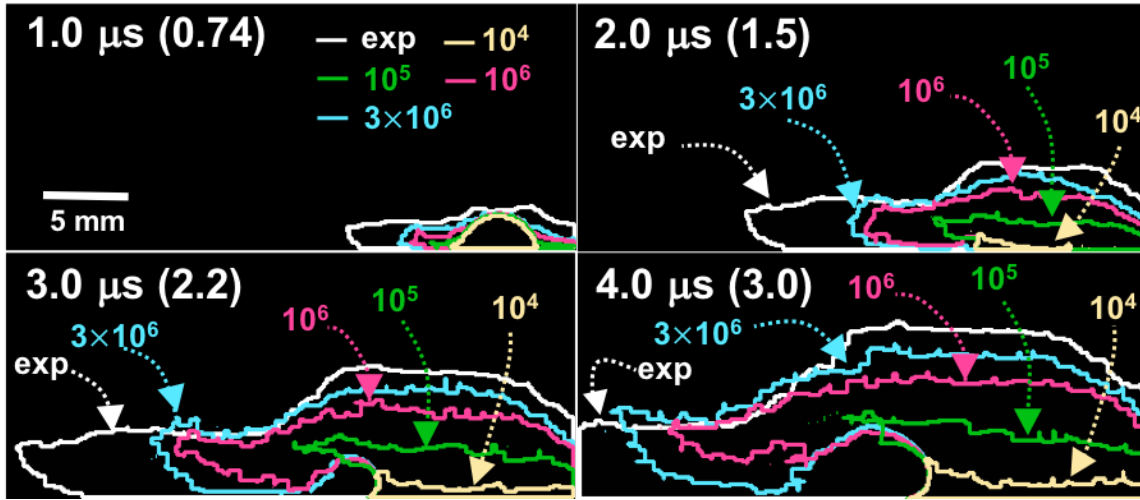 1.0 μs (0.74)
exp
10⁴
10⁵
10⁶
3×10⁶
5 mm
2.0 μs (1.5)
10⁵
10⁶
3×10⁶
10⁴
exp
3.0 μs (2.2)
10⁵
10⁴
10⁶
3×10⁶
exp
4.0 μs (3.0)
10⁵
10⁶
10⁴
3×10⁶
exp